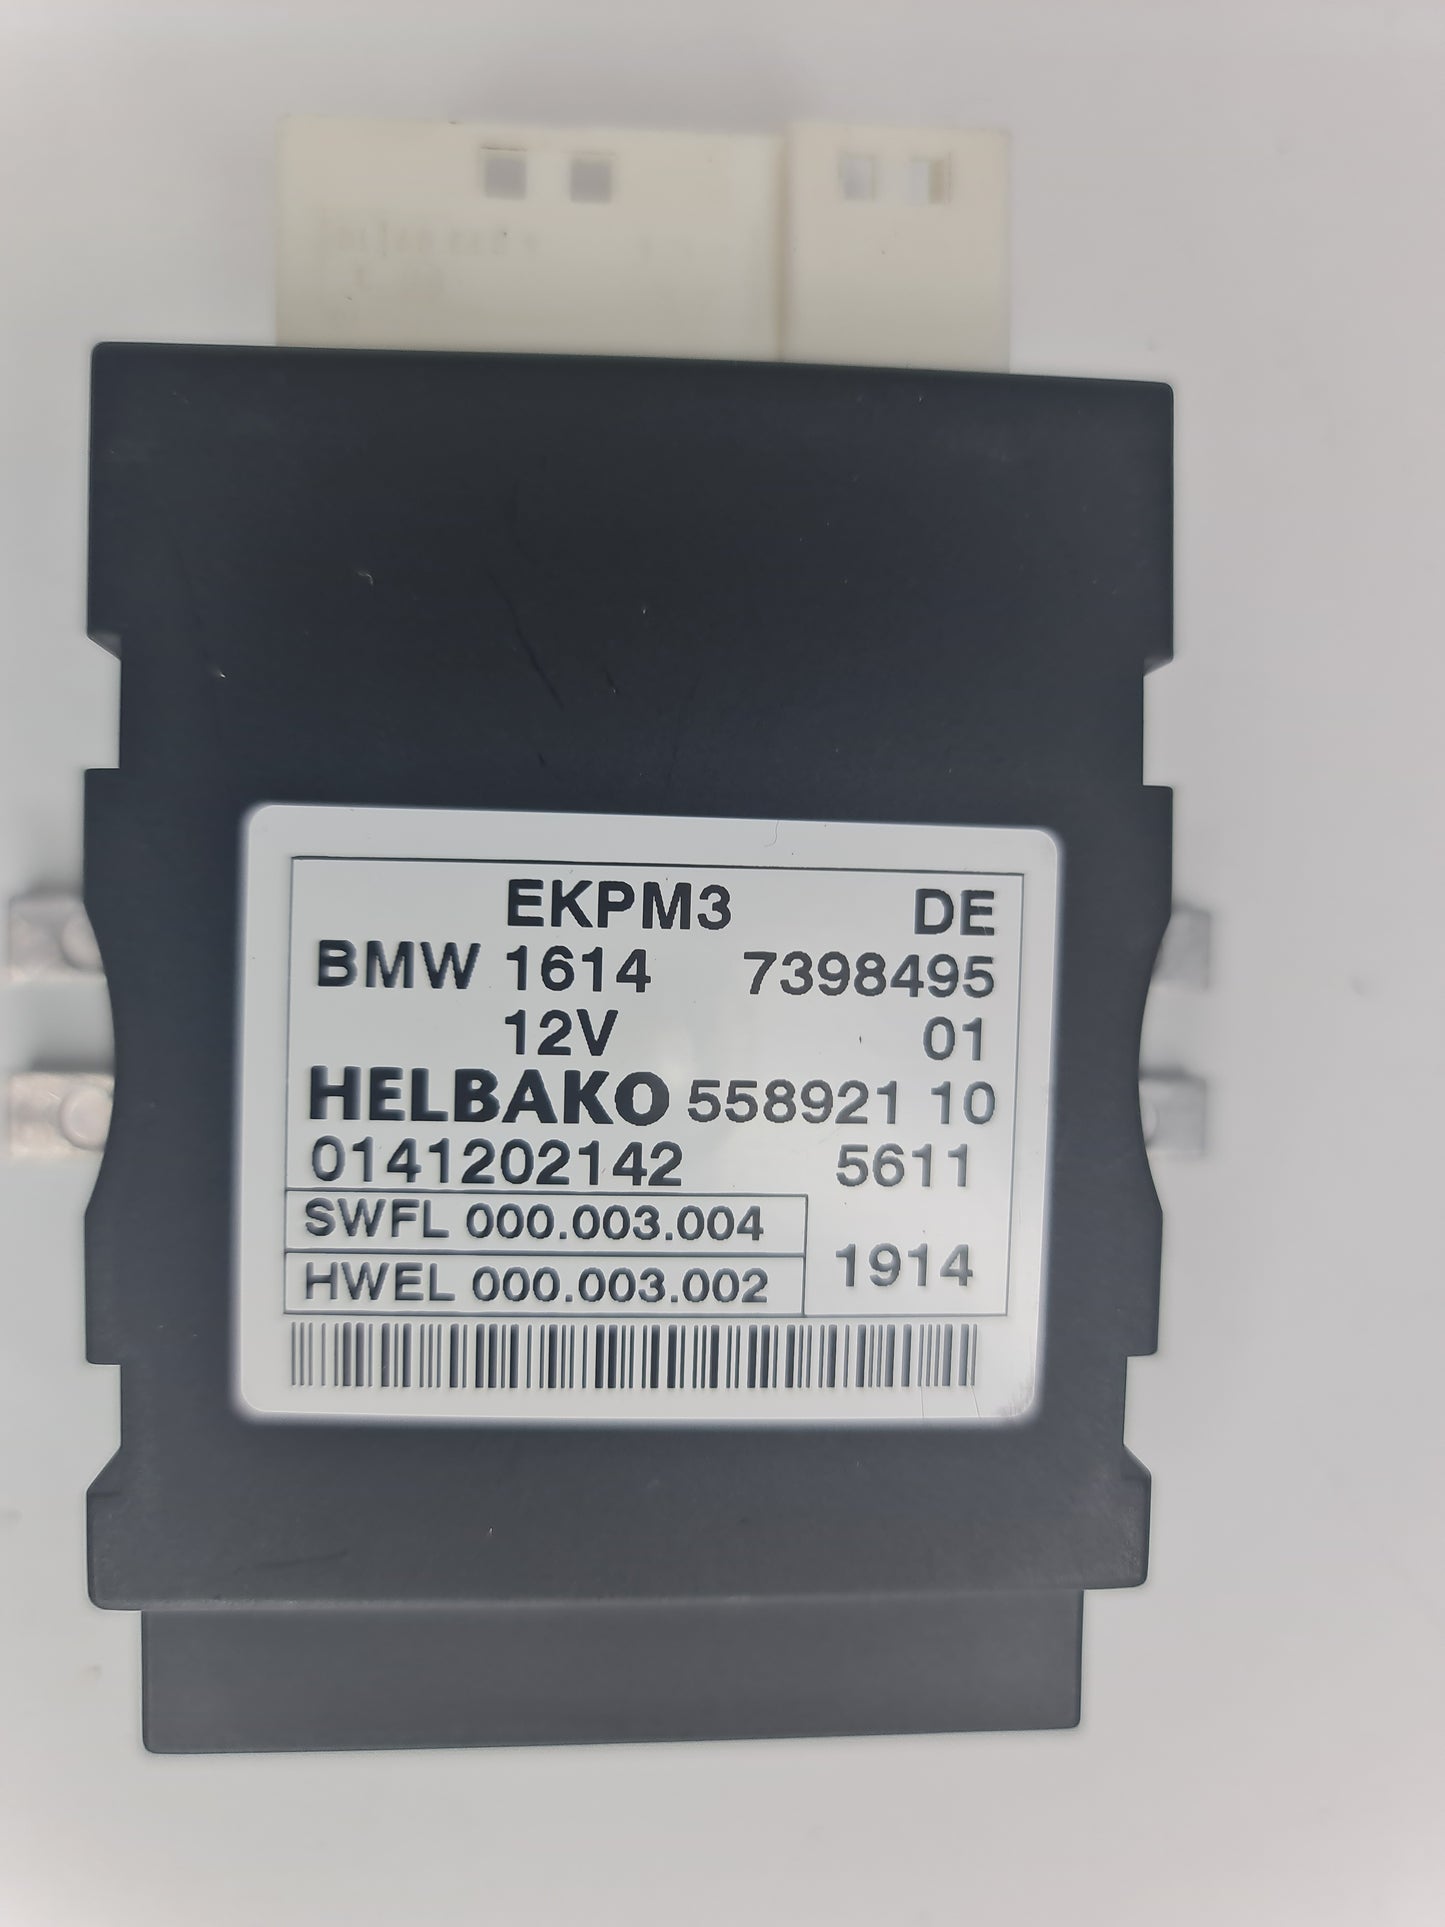 EKPM3 DE
BMW 1614 7398495
12V 01
HELBAKO 558921 10
0141202142 5611
SWFL 000.003.004
1914
HWEL 000.003.002